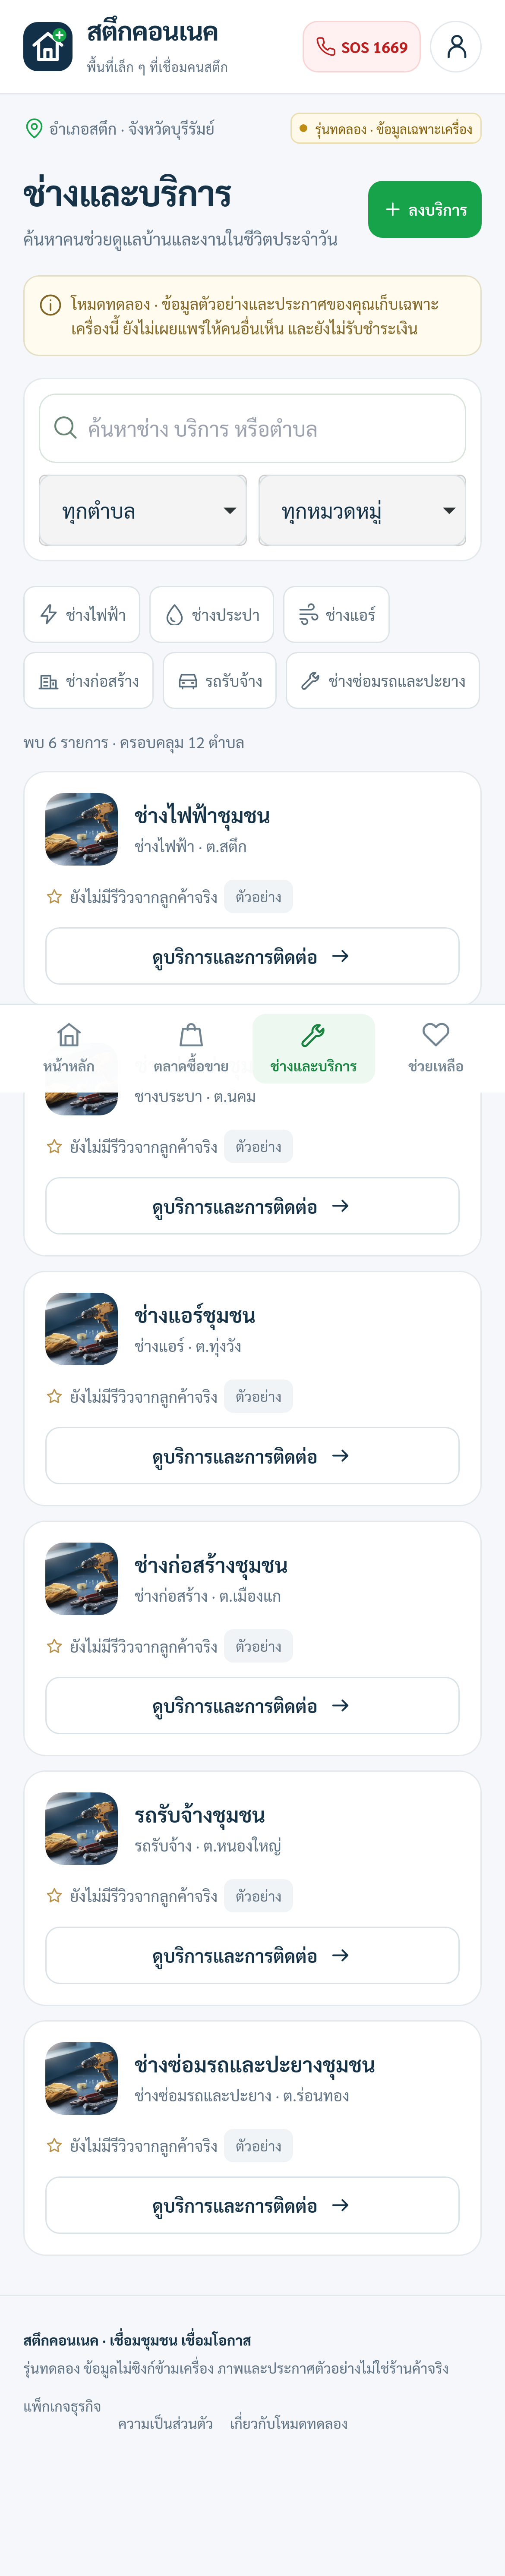 สตึกคอนเนค
พื้นที่เล็ก ๆ ที่เชื่อมคนสตึก
SOS 1669
อำเภอสตึก · จังหวัดบุรีรัมย์
รุ่นทดลอง · ข้อมูลเฉพาะเครื่อง
ช่างและบริการ
ค้นหาคนช่วยดูแลบ้านและงานในชีวิตประจำวัน
ลงบริการ
โหมดทดลอง · ข้อมูลตัวอย่างและประกาศของคุณเก็บเฉพาะ
เครื่องนี้ ยังไม่เผยแพร่ให้คนอื่นเห็น และยังไม่รับชำระเงิน
ค้นหาช่าง บริการ หรือตำบล
ทุกตำบล
ทุกหมวดหมู่
ช่างไฟฟ้า
ช่างประปา
ช่างแอร์
ช่างก่อสร้าง
รถรับจ้าง
ช่างซ่อมรถและปะยาง
พบ 6 รายการ · ครอบคลุม 12 ตำบล
ช่างไฟฟ้าชุมชน
ช่างไฟฟ้า · ต.สตึก
ยังไม่มีรีวิวจากลูกค้าจริง ตัวอย่าง
ดูบริการและการติดต่อ →
หน้าหลัก
ตลาดซื้อขาย
ช่างและบริการ
ช่วยเหลือ
ช่างประปา · ต.นิคม
ยังไม่มีรีวิวจากลูกค้าจริง ตัวอย่าง
ดูบริการและการติดต่อ →
ช่างแอร์ชุมชน
ช่างแอร์ · ต.ทุ่งวัง
ยังไม่มีรีวิวจากลูกค้าจริง ตัวอย่าง
ดูบริการและการติดต่อ →
ช่างก่อสร้างชุมชน
ช่างก่อสร้าง · ต.เมืองแก
ยังไม่มีรีวิวจากลูกค้าจริง ตัวอย่าง
ดูบริการและการติดต่อ →
รถรับจ้างชุมชน
รถรับจ้าง · ต.หนองใหญ่
ยังไม่มีรีวิวจากลูกค้าจริง ตัวอย่าง
ดูบริการและการติดต่อ →
ช่างซ่อมรถและปะยางชุมชน
ช่างซ่อมรถและปะยาง · ต.ร่อนทอง
ยังไม่มีรีวิวจากลูกค้าจริง ตัวอย่าง
ดูบริการและการติดต่อ →
สตึกคอนเนค · เชื่อมชุมชน เชื่อมโอกาส
รุ่นทดลอง ข้อมูลไม่ซิงก์ข้ามเครื่อง ภาพและประกาศตัวอย่างไม่ใช่ร้านค้าจริง
แพ็กเกจธุรกิจ
ความเป็นส่วนตัว
เกี่ยวกับโหมดทดลอง